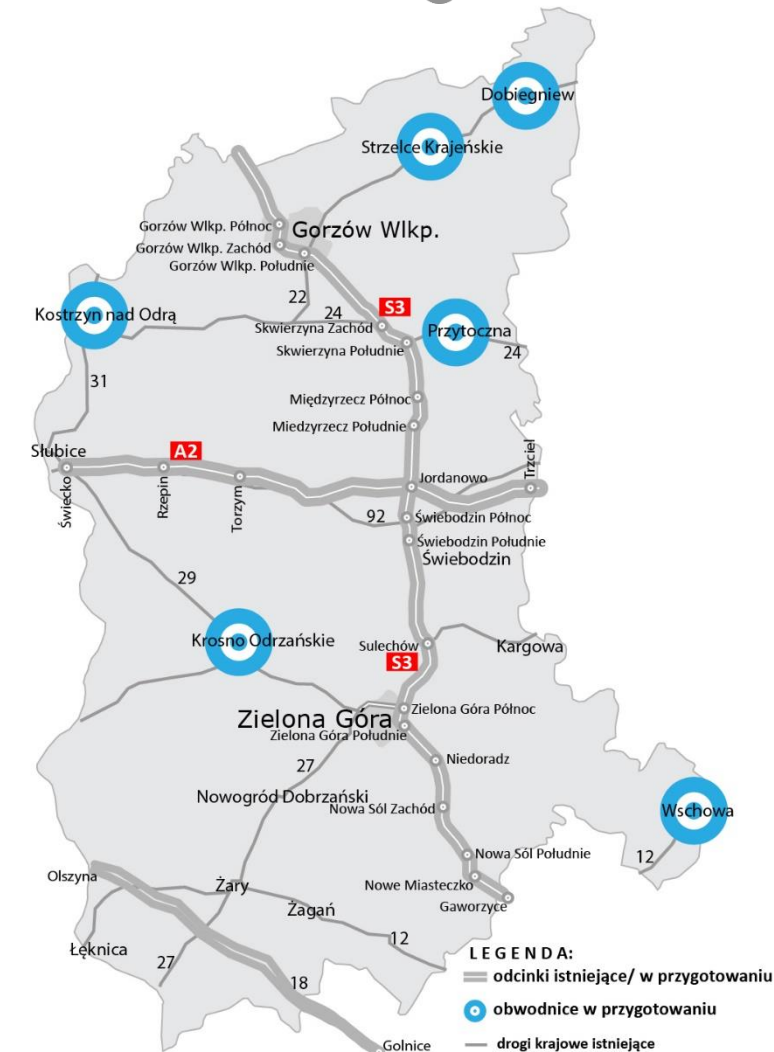 Dobiegniew
Strzelce Krajeńskie
Gorzów Wlkp. Północ
Gorzów Wlkp.
Gorzów Wlkp. Zachód
Gorzów Wlkp. Południe
22
S3
Kostrzyn nad Odrą
24
Skwierzyna Zachód
Przytoczna
Skwierzyna Południe
24
31
Międzyrzecz Północ
Miedzyrzecz Południe
Słubice
A2
Trzciel
Jordanowo
Świecko
Rzepin
Torzym
92
Świebodzin Północ
Świebodzin Południe
Świebodzin
29
Krosno Odrzańskie
Sulechów
Kargowa
S3
Zielona Góra Północ
Zielona Góra
Zielona Góra Południe
Niedoradz
27
Nowogród Dobrzański
Nowa Sól Zachód
Wschowa
Nowa Sól Południe
12
Olszyna
Żary
Nowe Miasteczko
Gaworzyce
Żagań
12
Łęknica
27
18
Golnice
LEGENDA:
odcinki istniejące/ w przygotowaniu
obwodnice w przygotowaniu
drogi krajowe istniejące